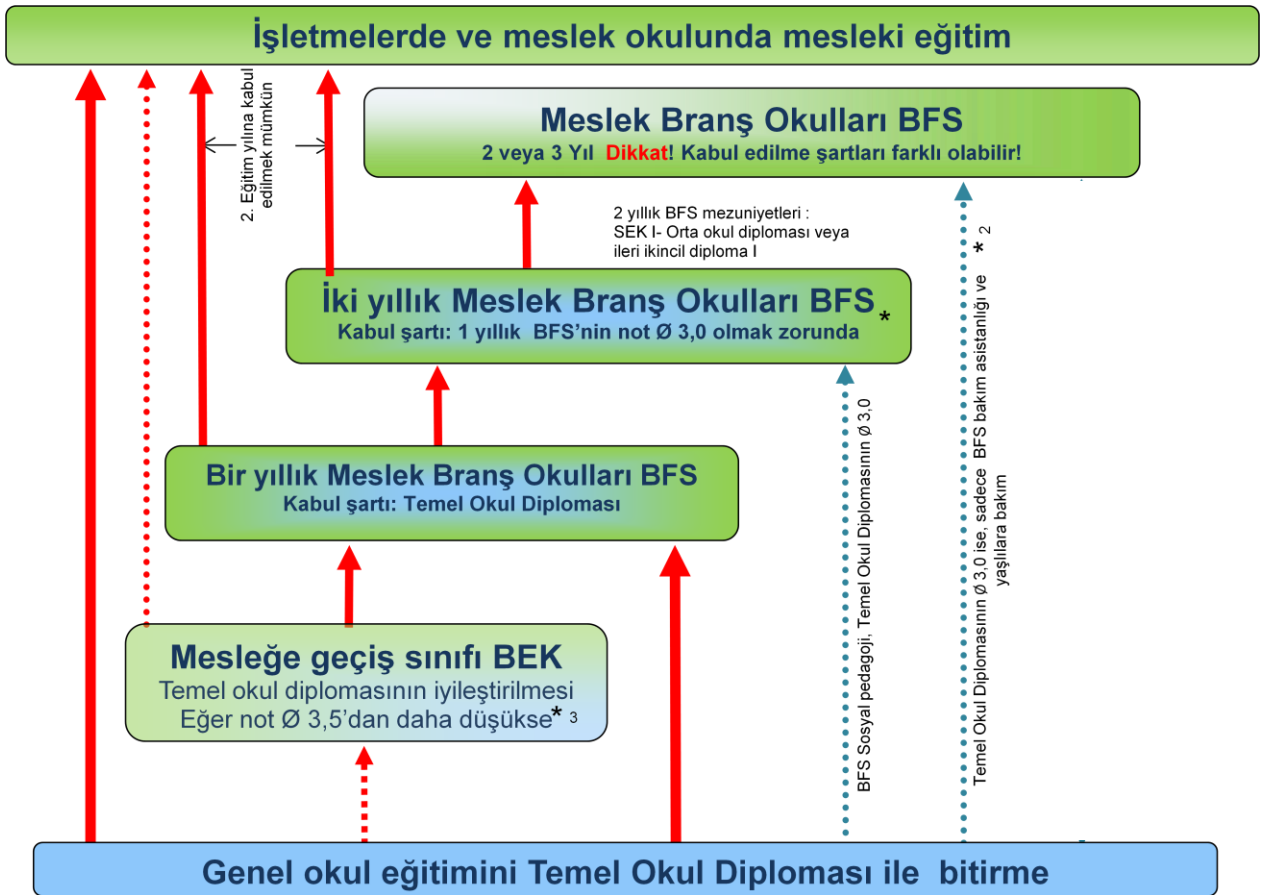 İşletmelerde ve meslek okulunda mesleki eğitim
2. Eğitim yılına kabul
edilmek mümkün
Meslek Branş Okulları BFS
2 veya 3 Yıl Dikkat! Kabul edilme şartları farklı olabilir!
2 yıllık BFS mezuniyetleri :
SEK I- Orta okul diploması veya
ileri ikincil diploma I
İki yıllık Meslek Branş Okulları BFS
Kabul şartı: 1 yıllık BFS’nin not Ø 3,0 olmak zorunda *
Bir yıllık Meslek Branş Okulları BFS
Kabul şartı: Temel Okul Diploması
Mesleğe geçiş sınıfı BEK
Temel okul diplomasının iyileştirilmesi
Eğer not Ø 3,5’dan daha düşükse* 3
BFS Sosyal pedagoji, Temel Okul Diplomasının Ø 3,0
Temel Okul Diplomasının Ø 3,0 ise, sadece BFS bakım asistanlığı ve * 2
yaşlılara bakım
Genel okul eğitimini Temel Okul Diploması ile bitirme